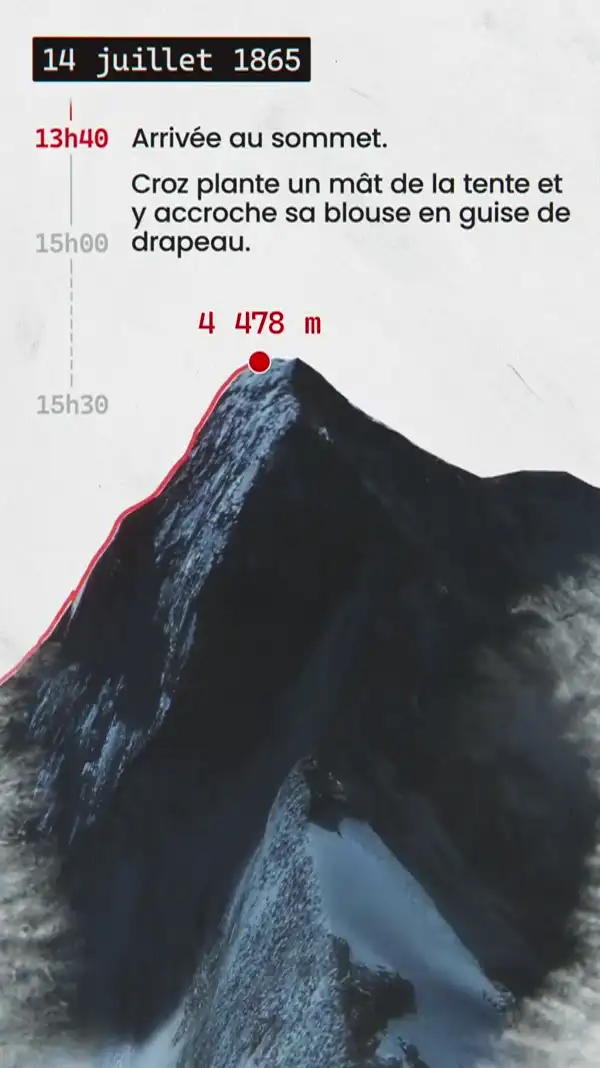 14 juillet 1865
13h40
Arrivée au sommet.
Croz plante un mât de la tente et
y accroche sa blouse en guise de
drapeau.
15h00
4 478 m
15h30